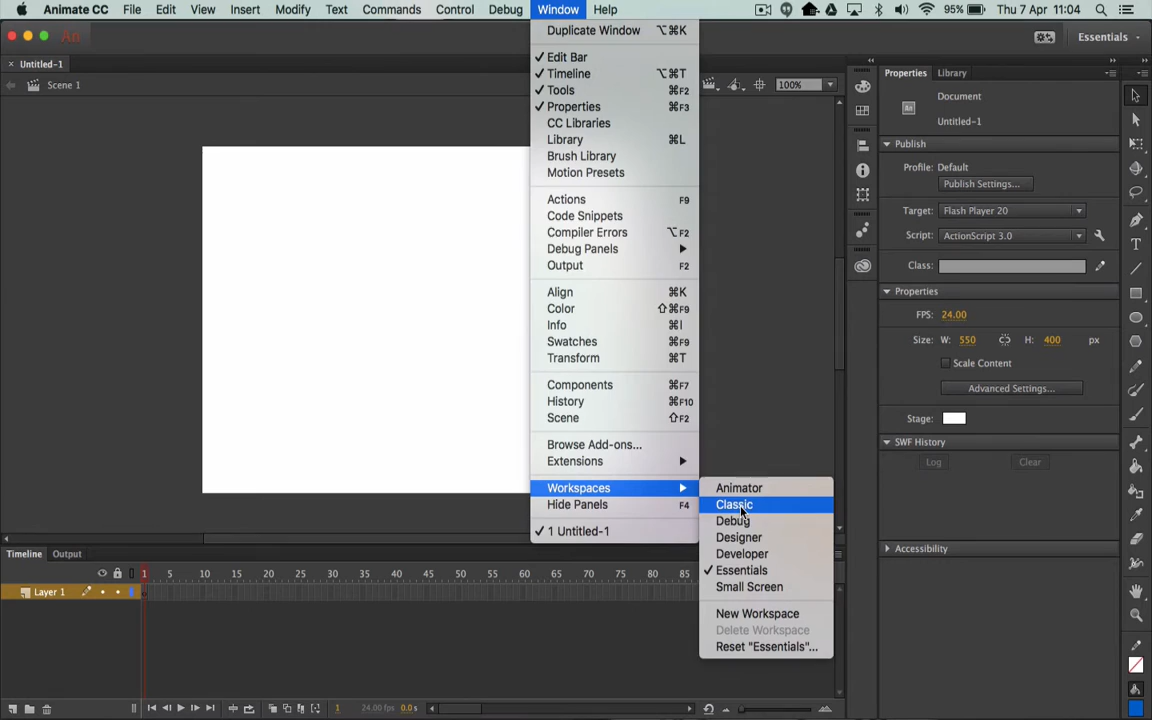 Animate CC File Edit View Insert Modify Text Commands Control Debug Window Help 95% Thu 7 Apr 11:04
An Essentials
Untitled-1
Scene 1 100%
Duplicate Window ⌥⌘K
✓ Edit Bar
✓ Timeline ⌥⌘T
✓ Tools ⌘F2
✓ Properties ⌘F3
CC Libraries
Library ⌘L
Brush Library
Motion Presets
Actions F9
Code Snippets
Compiler Errors ⌥F2
Debug Panels
Output F2
Align ⌘K
Color ⇧⌘F9
Info ⌘I
Swatches ⌘F9
Transform ⌘T
Components ⌘F7
History ⌘F10
Scene ⇧F2
Browse Add-ons...
Extensions
Workspaces
Hide Panels F4
✓ 1 Untitled-1
Animator
Classic
Debug
Designer
Developer
✓ Essentials
Small Screen
New Workspace
Delete Workspace
Reset "Essentials"...
Properties Library
An Document
Untitled-1
Publish
Profile: Default
Publish Settings...
Target: Flash Player 20
Script: ActionScript 3.0
Class:
Properties
FPS: 24.00
Size: W: 550 H: 400 px
Scale Content
Advanced Settings...
Stage:
SWF History
Log Clear
Accessibility
Timeline Output
1 5 10 15 20 25 30 35 40 45 50 55 60 65 70 75 80 85
Layer 1
1 24.00 fps 0.0 s